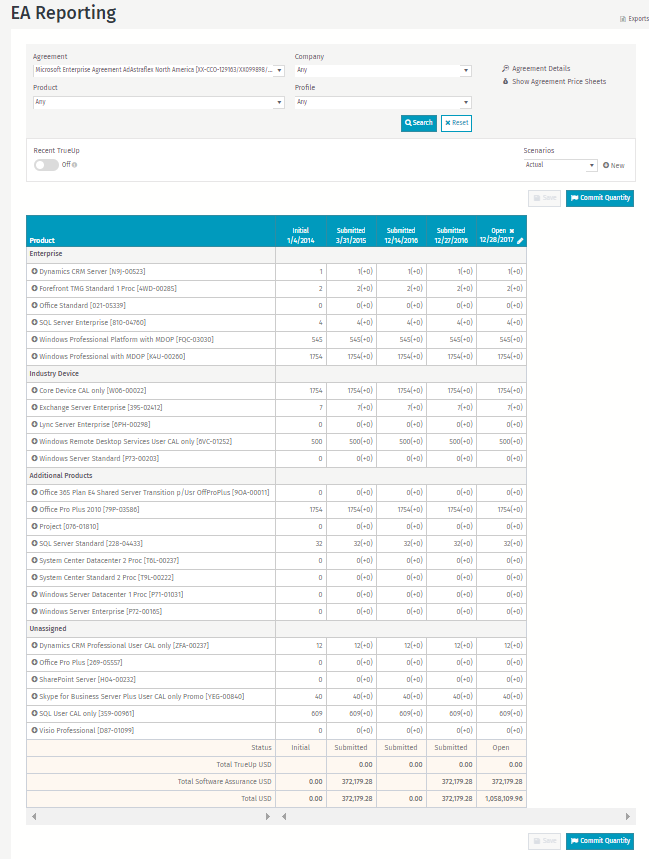 EA Reporting
Exports
Agreement
Company
Microsoft Enterprise Agreement AdAstraflex North America [XX-CCO-129163/XX099898/...
Any
Agreement Details
Show Agreement Price Sheets
Product
Profile
Any
Any
Search
Reset
Recent TrueUp
Scenarios
Off
Actual
New
Save
Commit Quantity
Product Initial 1/4/2014 Submitted 3/31/2015 Submitted 12/14/2016 Submitted 12/27/2016 Open 12/28/2017
Enterprise
Dynamics CRM Server [N9J-00523] 1 1(+0) 1(+0) 1(+0) 1(+0)
Forefront TMG Standard 1 Proc [4WD-00285] 2 2(+0) 2(+0) 2(+0) 2(+0)
Office Standard [021-05339] 0 0(+0) 0(+0) 0(+0) 0(+0)
SQL Server Enterprise [810-04760] 4 4(+0) 4(+0) 4(+0) 4(+0)
Windows Professional Platform with MDOP [FQC-03030] 545 545(+0) 545(+0) 545(+0) 545(+0)
Windows Professional with MDOP [K4U-00260] 1754 1754(+0) 1754(+0) 1754(+0) 1754(+0)
Industry Device
Core Device CAL only [W06-00022] 1754 1754(+0) 1754(+0) 1754(+0) 1754(+0)
Exchange Server Enterprise [395-02412] 7 7(+0) 7(+0) 7(+0) 7(+0)
Lync Server Enterprise [6PH-00298] 0 0(+0) 0(+0) 0(+0) 0(+0)
Windows Remote Desktop Services User CAL only [6VC-01252] 500 500(+0) 500(+0) 500(+0) 500(+0)
Windows Server Standard [P73-00203] 0 0(+0) 0(+0) 0(+0) 0(+0)
Additional Products
Office 365 Plan E4 Shared Server Transition p/Usr OffProPlus [9OA-00011] 0 0(+0) 0(+0) 0(+0) 0(+0)
Office Pro Plus 2010 [79P-03586] 1754 1754(+0) 1754(+0) 1754(+0) 1754(+0)
Project [076-01810] 0 0(+0) 0(+0) 0(+0) 0(+0)
SQL Server Standard [228-04433] 32 32(+0) 32(+0) 32(+0) 32(+0)
System Center Datacenter 2 Proc [T6L-00237] 0 0(+0) 0(+0) 0(+0) 0(+0)
System Center Standard 2 Proc [T9L-00222] 0 0(+0) 0(+0) 0(+0) 0(+0)
Windows Server Datacenter 1 Proc [P71-01031] 0 0(+0) 0(+0) 0(+0) 0(+0)
Windows Server Enterprise [P72-00165] 0 0(+0) 0(+0) 0(+0) 0(+0)
Unassigned
Dynamics CRM Professional User CAL only [ZFA-00237] 12 12(+0) 12(+0) 12(+0) 12(+0)
Office Pro Plus [269-05557] 0 0(+0) 0(+0) 0(+0) 0(+0)
SharePoint Server [H04-00232] 0 0(+0) 0(+0) 0(+0) 0(+0)
Skype for Business Server Plus User CAL only Promo [YEG-00840] 40 40(+0) 40(+0) 40(+0) 40(+0)
SQL User CAL only [359-00961] 609 609(+0) 609(+0) 609(+0) 609(+0)
Visio Professional [D87-01099] 0 0(+0) 0(+0) 0(+0) 0(+0)
Status Initial Submitted Submitted Submitted Open
Total TrueUp USD 0.00 0.00 0.00 0.00
Total Software Assurance USD 0.00 372,179.28 372,179.28 372,179.28
Total USD 0.00 372,179.28 0.00 372,179.28 1,058,109.96
Save
Commit Quantity